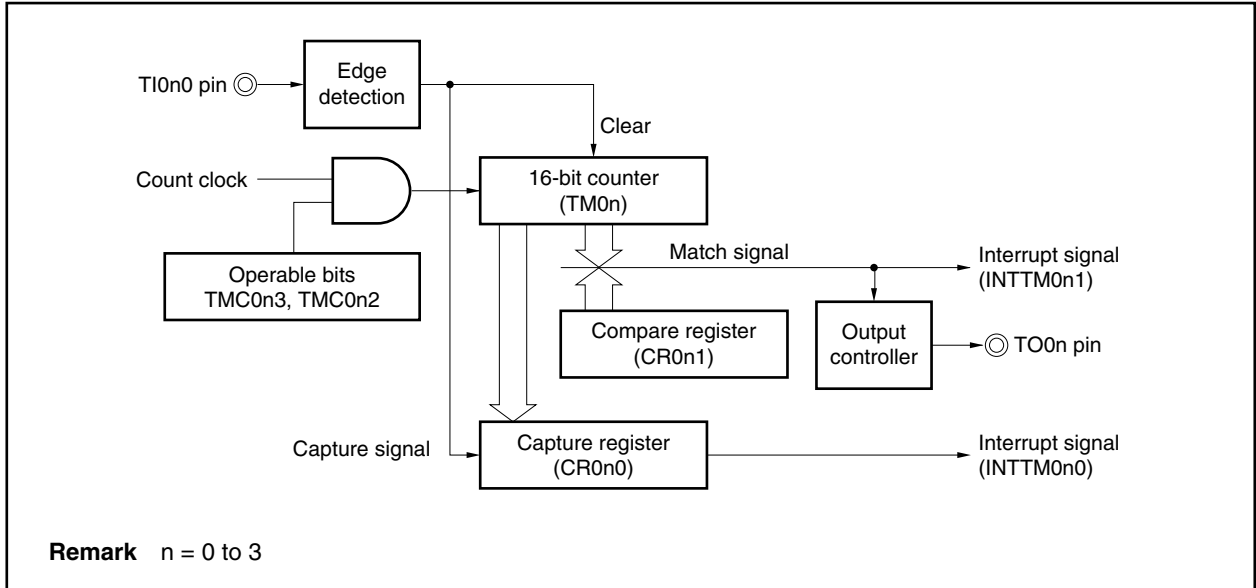 TI0n0 pin
Edge
detection
Clear
Count clock
16-bit counter
(TM0n)
Operable bits
TMC0n3, TMC0n2
Match signal
Interrupt signal
(INTTM0n1)
Compare register
(CR0n1)
Output
controller
TO0n pin
Capture signal
Capture register
(CR0n0)
Interrupt signal
(INTTM0n0)
Remark n = 0 to 3